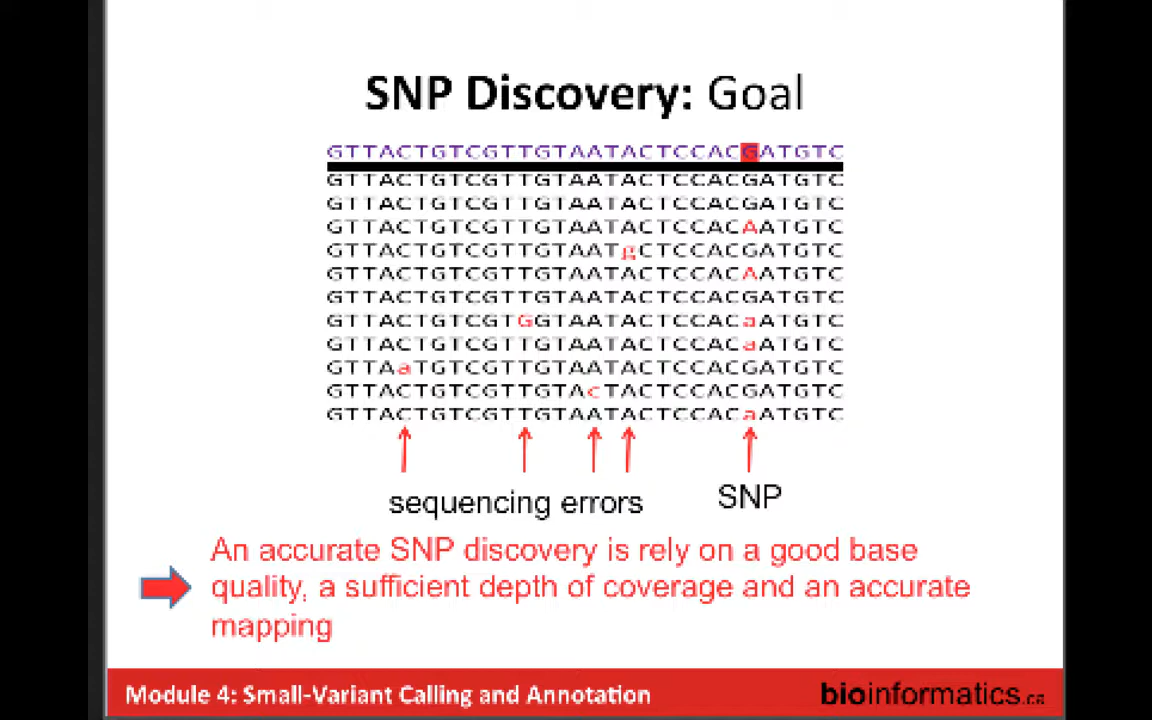 SNP Discovery: Goal
GTTACTGTCGTTGTAATACTCCACGATGTC
GTTACTGTCGTTGTAATACTCCACGATGTC
GTTACTGTCGTTGTAATACTCCACGATGTC
GTTACTGTCGTTGTAATACTCCACAATGTC
GTTACTGTCGTTGTAATgCTCCACGATGTC
GTTACTGTCGTTGTAATACTCCACAATGTC
GTTACTGTCGTTGTAATACTCCACGATGTC
GTTACTGTCGTGGTAATACTCCACaATGTC
GTTACTGTCGTTGTAATACTCCACaATGTC
GTTAaTGTCGTTGTAATACTCCACGATGTC
GTTACTGTCGTTGTAcTACTCCACGATGTC
GTTACTGTCGTTGTAATACTCCACaATGTC
sequencing errors SNP
An accurate SNP discovery is rely on a good base
quality, a sufficient depth of coverage and an accurate
mapping
Module 4: Small-Variant Calling and Annotation bioinformatics.ca